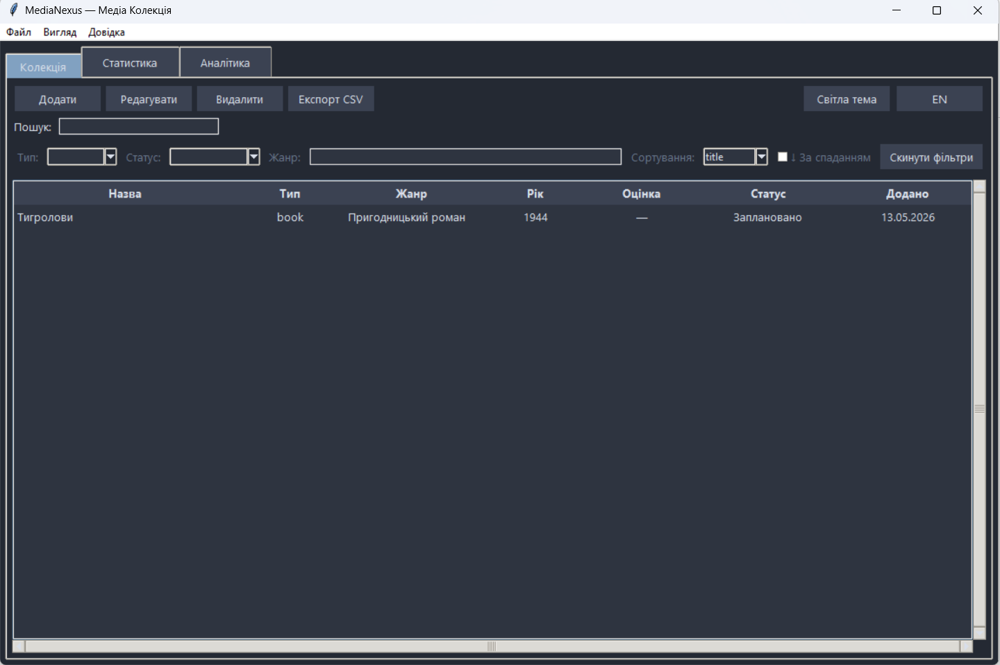 MediaNexus — Медіа Колекція
Файл Вигляд Довідка
Колекція Статистика Аналітика
Додати Редагувати Видалити Експорт CSV Світла тема EN
Пошук:
Тип: Статус: Жанр: Сортування: title ↓ За спаданням Скинути фільтри
Назва Тип Жанр Рік Оцінка Статус Додано
Тигролови book Пригодницький роман 1944 — Заплановано 13.05.2026